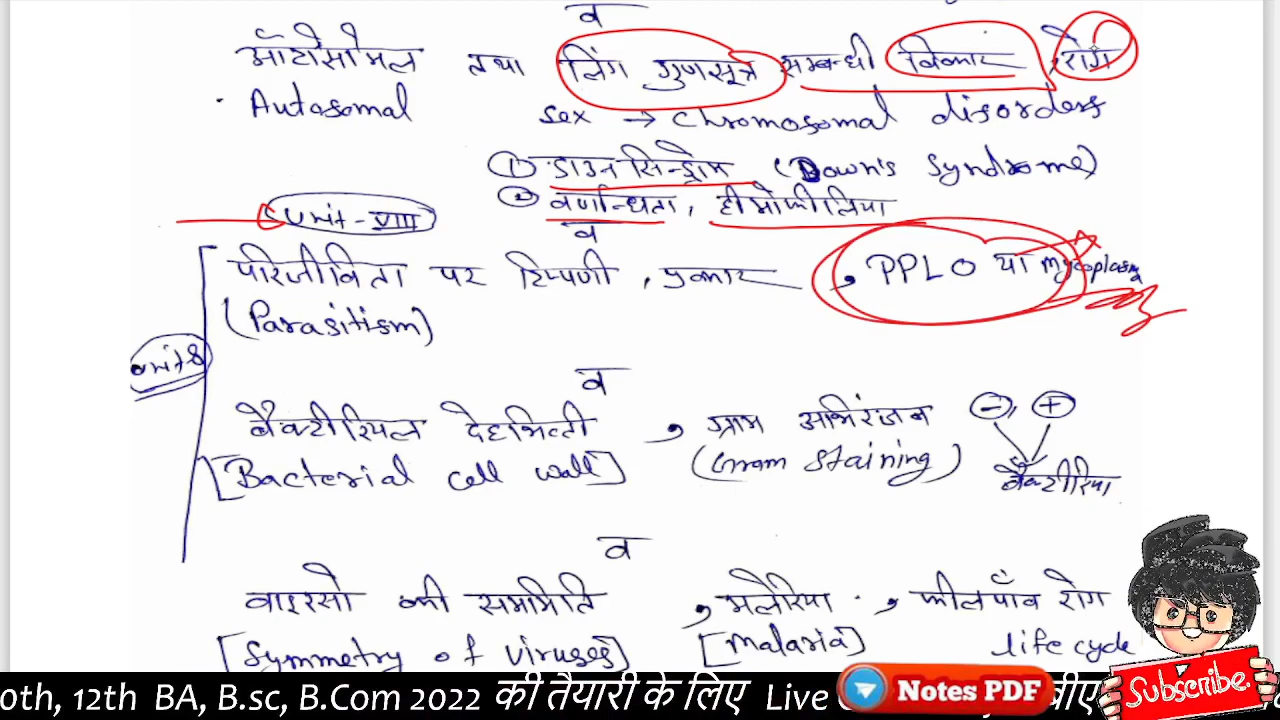 व
ऑटोसोमल तथा लिंग गुणसूत्र सम्बन्धी विकार, रोग
Autosomal sex → Chromosomal disorders
① डाउन सिन्ड्रोम (Down's Syndrome)
② वर्णान्धता, हीमोफीलिया
Unit-VIII
व
परजीविता पर टिप्पणी, प्रकार, PPLO या mycoplasma
(Parasitism)
unit 8
व
बैक्टीरियल देहभित्ती, ग्राम अभिरंजन -, +
[Bacterial cell wall] (Gram Staining) बैक्टीरिया
व
वाइरसो की सममिति, मलेरिया, फीलपाँव रोग
[Symmetry of viruses] [Malaria] life cycle
0th, 12th BA, B.sc, B.Com 2022 की तैयारी के लिए Live
Notes PDF
Subscribe.